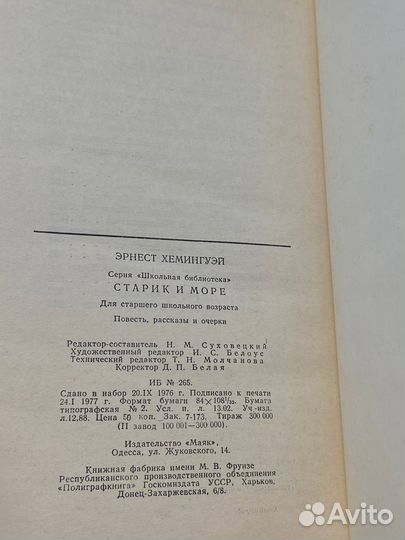 ЭРНЕСТ ХЕМИНГУЭЙ
Серия «Школьная библиотека»
СТАРИК И МОРЕ
Для старшего школьного возраста
Повесть, рассказы и очерки
Редактор-составитель Н. М. Суховецкий
Художественный редактор И. С. Белоус
Технический редактор Т. Н. Молчанова
Корректор Д. П. Белая
ИБ № 265.
Сдано в набор 20.IX 1976 г. Подписано к печати
24.I 1977 г. Формат бумаги 84×108¹/₃₂. Бумага
типографская № 2. Усл. п. л. 13.02. Уч-изд.
л.12.88. Цена 50 коп. Зак. 7-173. Тираж 300 000
(II завод 100 001—300 000).
Издательство «Маяк»,
Одесса, ул. Жуковского, 14.
Книжная фабрика имени М. В. Фрунзе
Республиканского производственного объединения
«Полиграфкнига» Госкомиздата УССР, Харьков,
Донец-Захаржевская, 6/8.
Avito